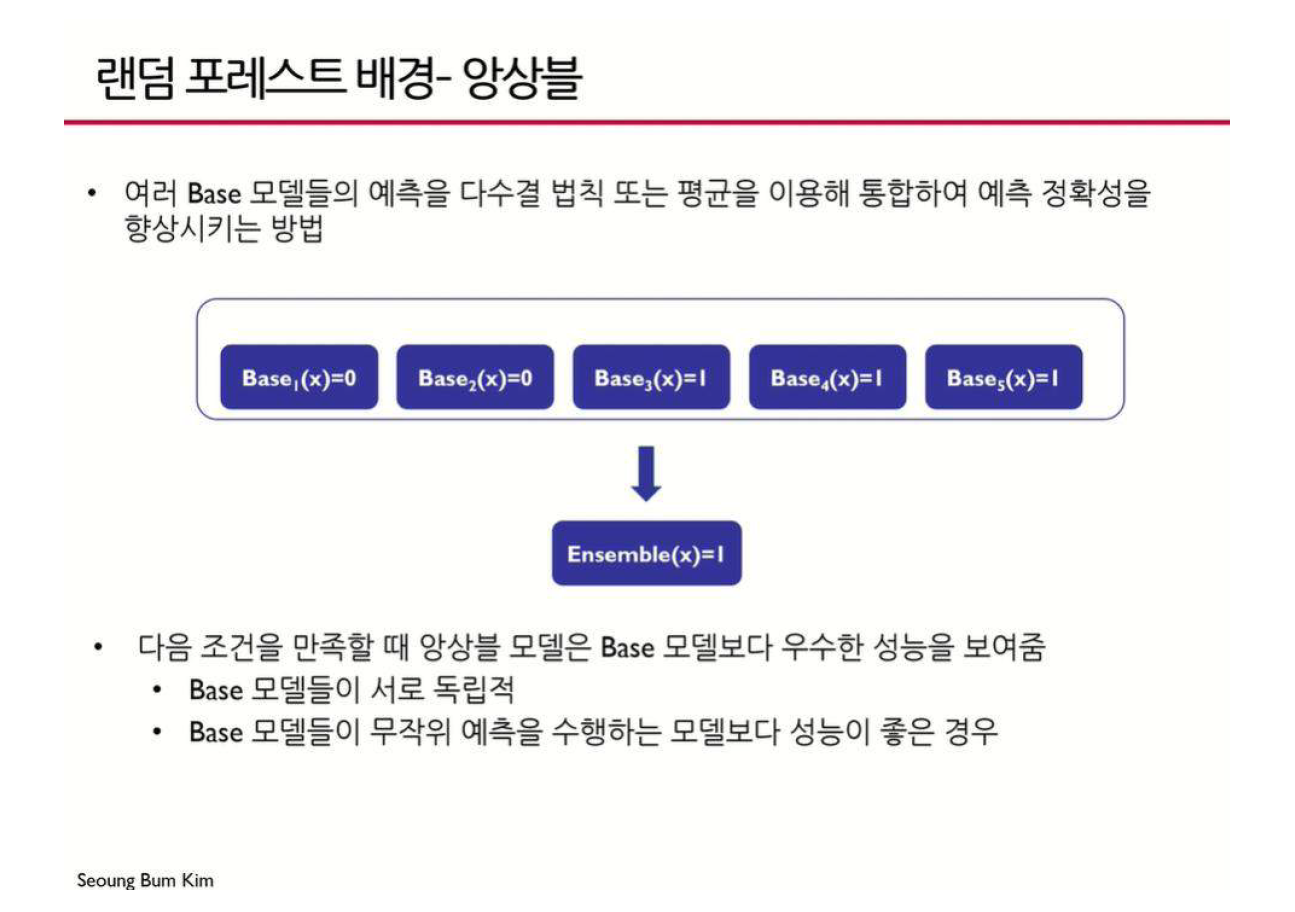 랜덤 포레스트 배경- 앙상블
• 여러 Base 모델들의 예측을 다수결 법칙 또는 평균을 이용해 통합하여 예측 정확성을
향상시키는 방법
Base₁(x)=0 Base₂(x)=0 Base₃(x)=1 Base₄(x)=1 Base₅(x)=1
Ensemble(x)=1
• 다음 조건을 만족할 때 앙상블 모델은 Base 모델보다 우수한 성능을 보여줌
• Base 모델들이 서로 독립적
• Base 모델들이 무작위 예측을 수행하는 모델보다 성능이 좋은 경우
Seoung Bum Kim